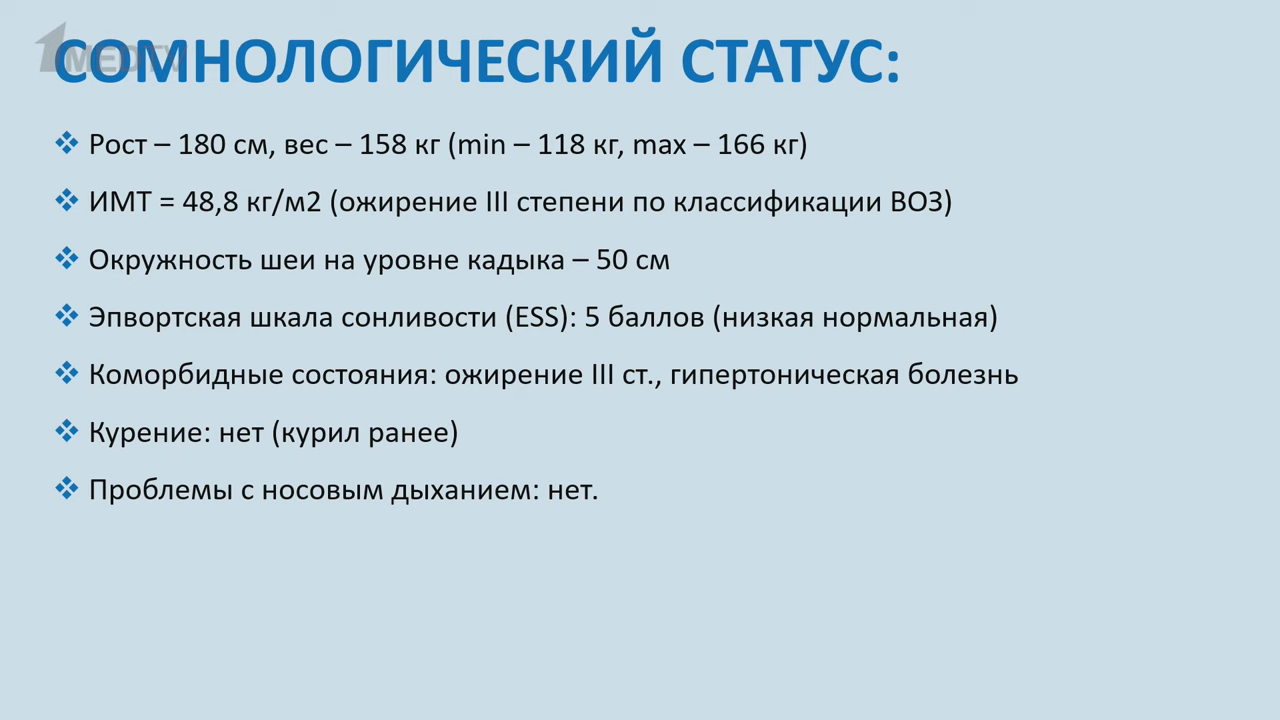 1MEDTV
СОМНОЛОГИЧЕСКИЙ СТАТУС:
Рост – 180 см, вес – 158 кг (min – 118 кг, max – 166 кг)
ИМТ = 48,8 кг/м2 (ожирение III степени по классификации ВОЗ)
Окружность шеи на уровне кадыка – 50 см
Эпвортская шкала сонливости (ESS): 5 баллов (низкая нормальная)
Коморбидные состояния: ожирение III ст., гипертоническая болезнь
Курение: нет (курил ранее)
Проблемы с носовым дыханием: нет.